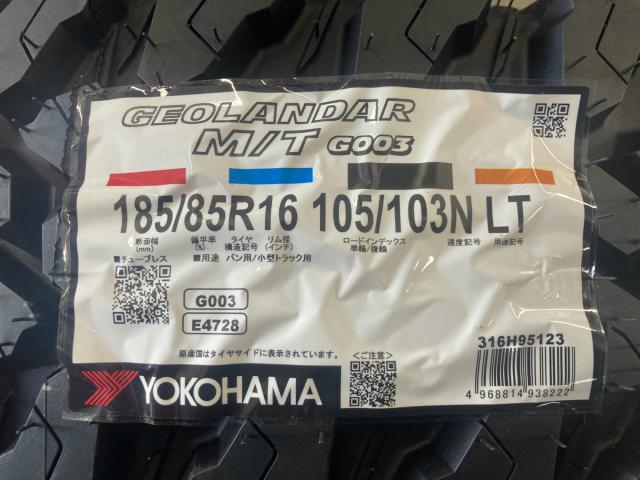 GEOLANDAR
M/T G003
185/85R16 105/103N LT
断面幅 (mm) 偏平率 (%) タイヤ構造記号 リム径 (インチ) ロードインデックス 単輪/複輪 速度記号 用途記号
■チューブレス ■用途 バン用/小型トラック用
G003
E4728
原産国はタイヤサイドに表示されています。
<ご注意>
316H95123
4 968814 938222
YOKOHAMA